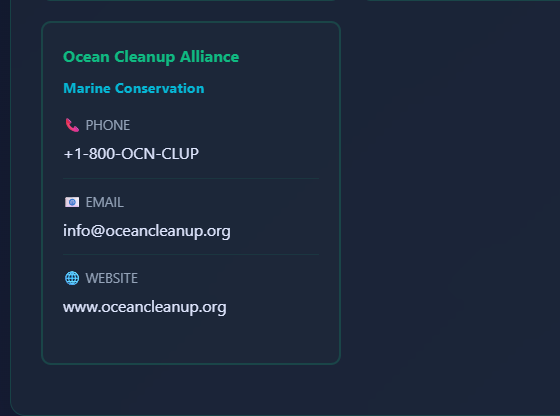 Ocean Cleanup Alliance
Marine Conservation
PHONE
+1-800-OCN-CLUP
EMAIL
info@oceancleanup.org
WEBSITE
www.oceancleanup.org